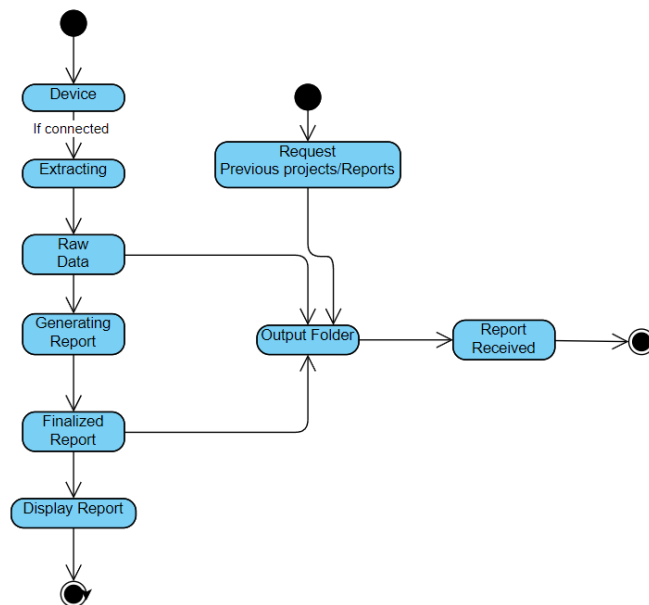 Device
If connected
Extracting
Request
Previous projects/Reports
Raw
Data
Generating
Report
Output Folder
Report
Received
Finalized
Report
Display Report